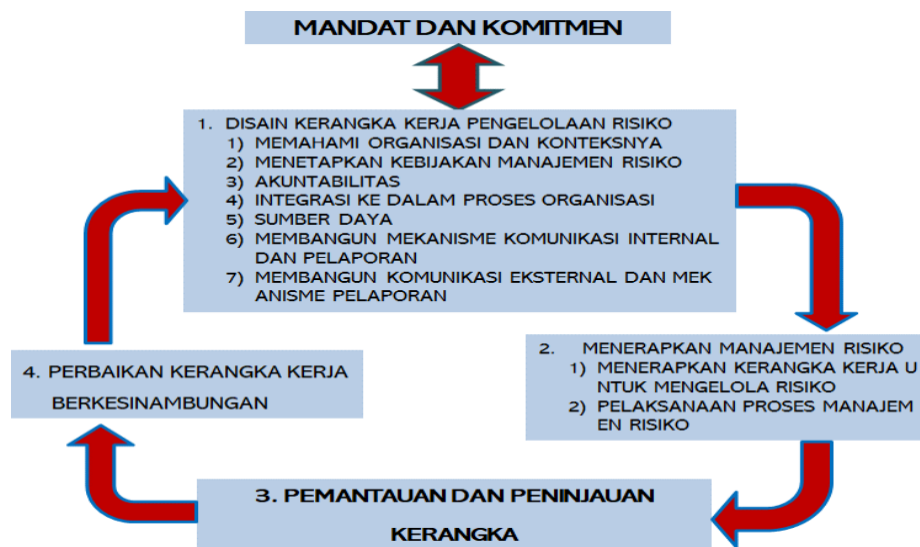 MANDAT DAN KOMITMEN
1. DISAIN KERANGKA KERJA PENGELOLAAN RISIKO
1) MEMAHAMI ORGANISASI DAN KONTEKSNYA
2) MENETAPKAN KEBIJAKAN MANAJEMEN RISIKO
3) AKUNTABILITAS
4) INTEGRASI KE DALAM PROSES ORGANISASI
5) SUMBER DAYA
6) MEMBANGUN MEKANISME KOMUNIKASI INTERNAL
DAN PELAPORAN
7) MEMBANGUN KOMUNIKASI EKSTERNAL DAN MEK
ANISME PELAPORAN
2. MENERAPKAN MANAJEMEN RISIKO
1) MENERAPKAN KERANGKA KERJA U
NTUK MENGELOLA RISIKO
2) PELAKSANAAN PROSES MANAJEM
EN RISIKO
3. PEMANTAUAN DAN PENINJAUAN
KERANGKA
4. PERBAIKAN KERANGKA KERJA
BERKESINAMBUNGAN